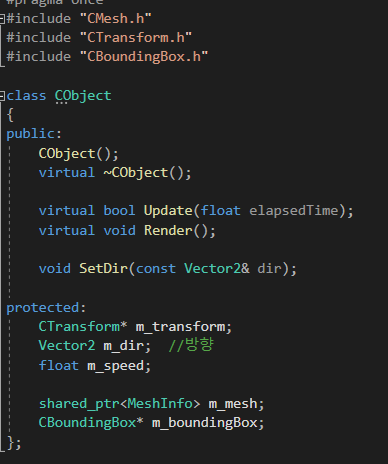 #pragma once
#include "CMesh.h"
#include "CTransform.h"
#include "CBoundingBox.h"
class CObject
{
public:
CObject();
virtual ~CObject();
virtual bool Update(float elapsedTime);
virtual void Render();
void SetDir(const Vector2& dir);
protected:
CTransform* m_transform;
Vector2 m_dir; //방향
float m_speed;
shared_ptr<MeshInfo> m_mesh;
CBoundingBox* m_boundingBox;
};